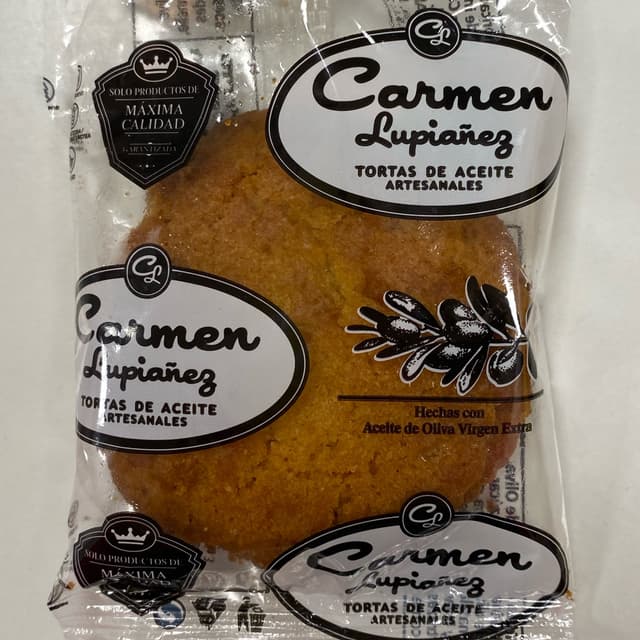 CL
Carmen
Lupiañez
TORTAS DE ACEITE
ARTESANALES
SOLO PRODUCTOS DE
MÁXIMA
CALIDAD
GARANTIZADA
CL
Carmen
Lupiañez
TORTAS DE ACEITE
ARTESANALES
Hechas con
Aceite de Oliva Virgen Extra
CL
Carmen
Lupiañez
TORTAS DE ACEITE
ARTESANALES
SOLO PRODUCTOS DE
MÁXIMA